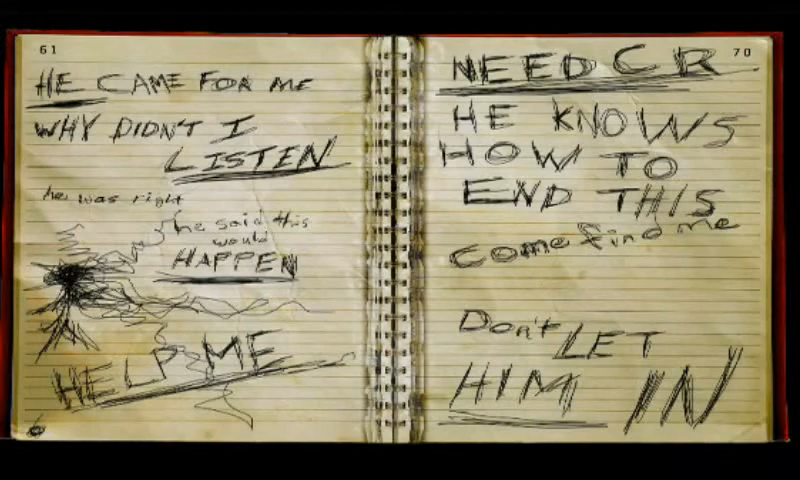 61
HE CAME FOR ME
WHY DIDN'T I
LISTEN
he was right
he said this
would
HAPPEN
HELP ME
70
NEED CR
HE KNOWS
HOW TO
END THIS
come find me
Don't LET
HIM IN